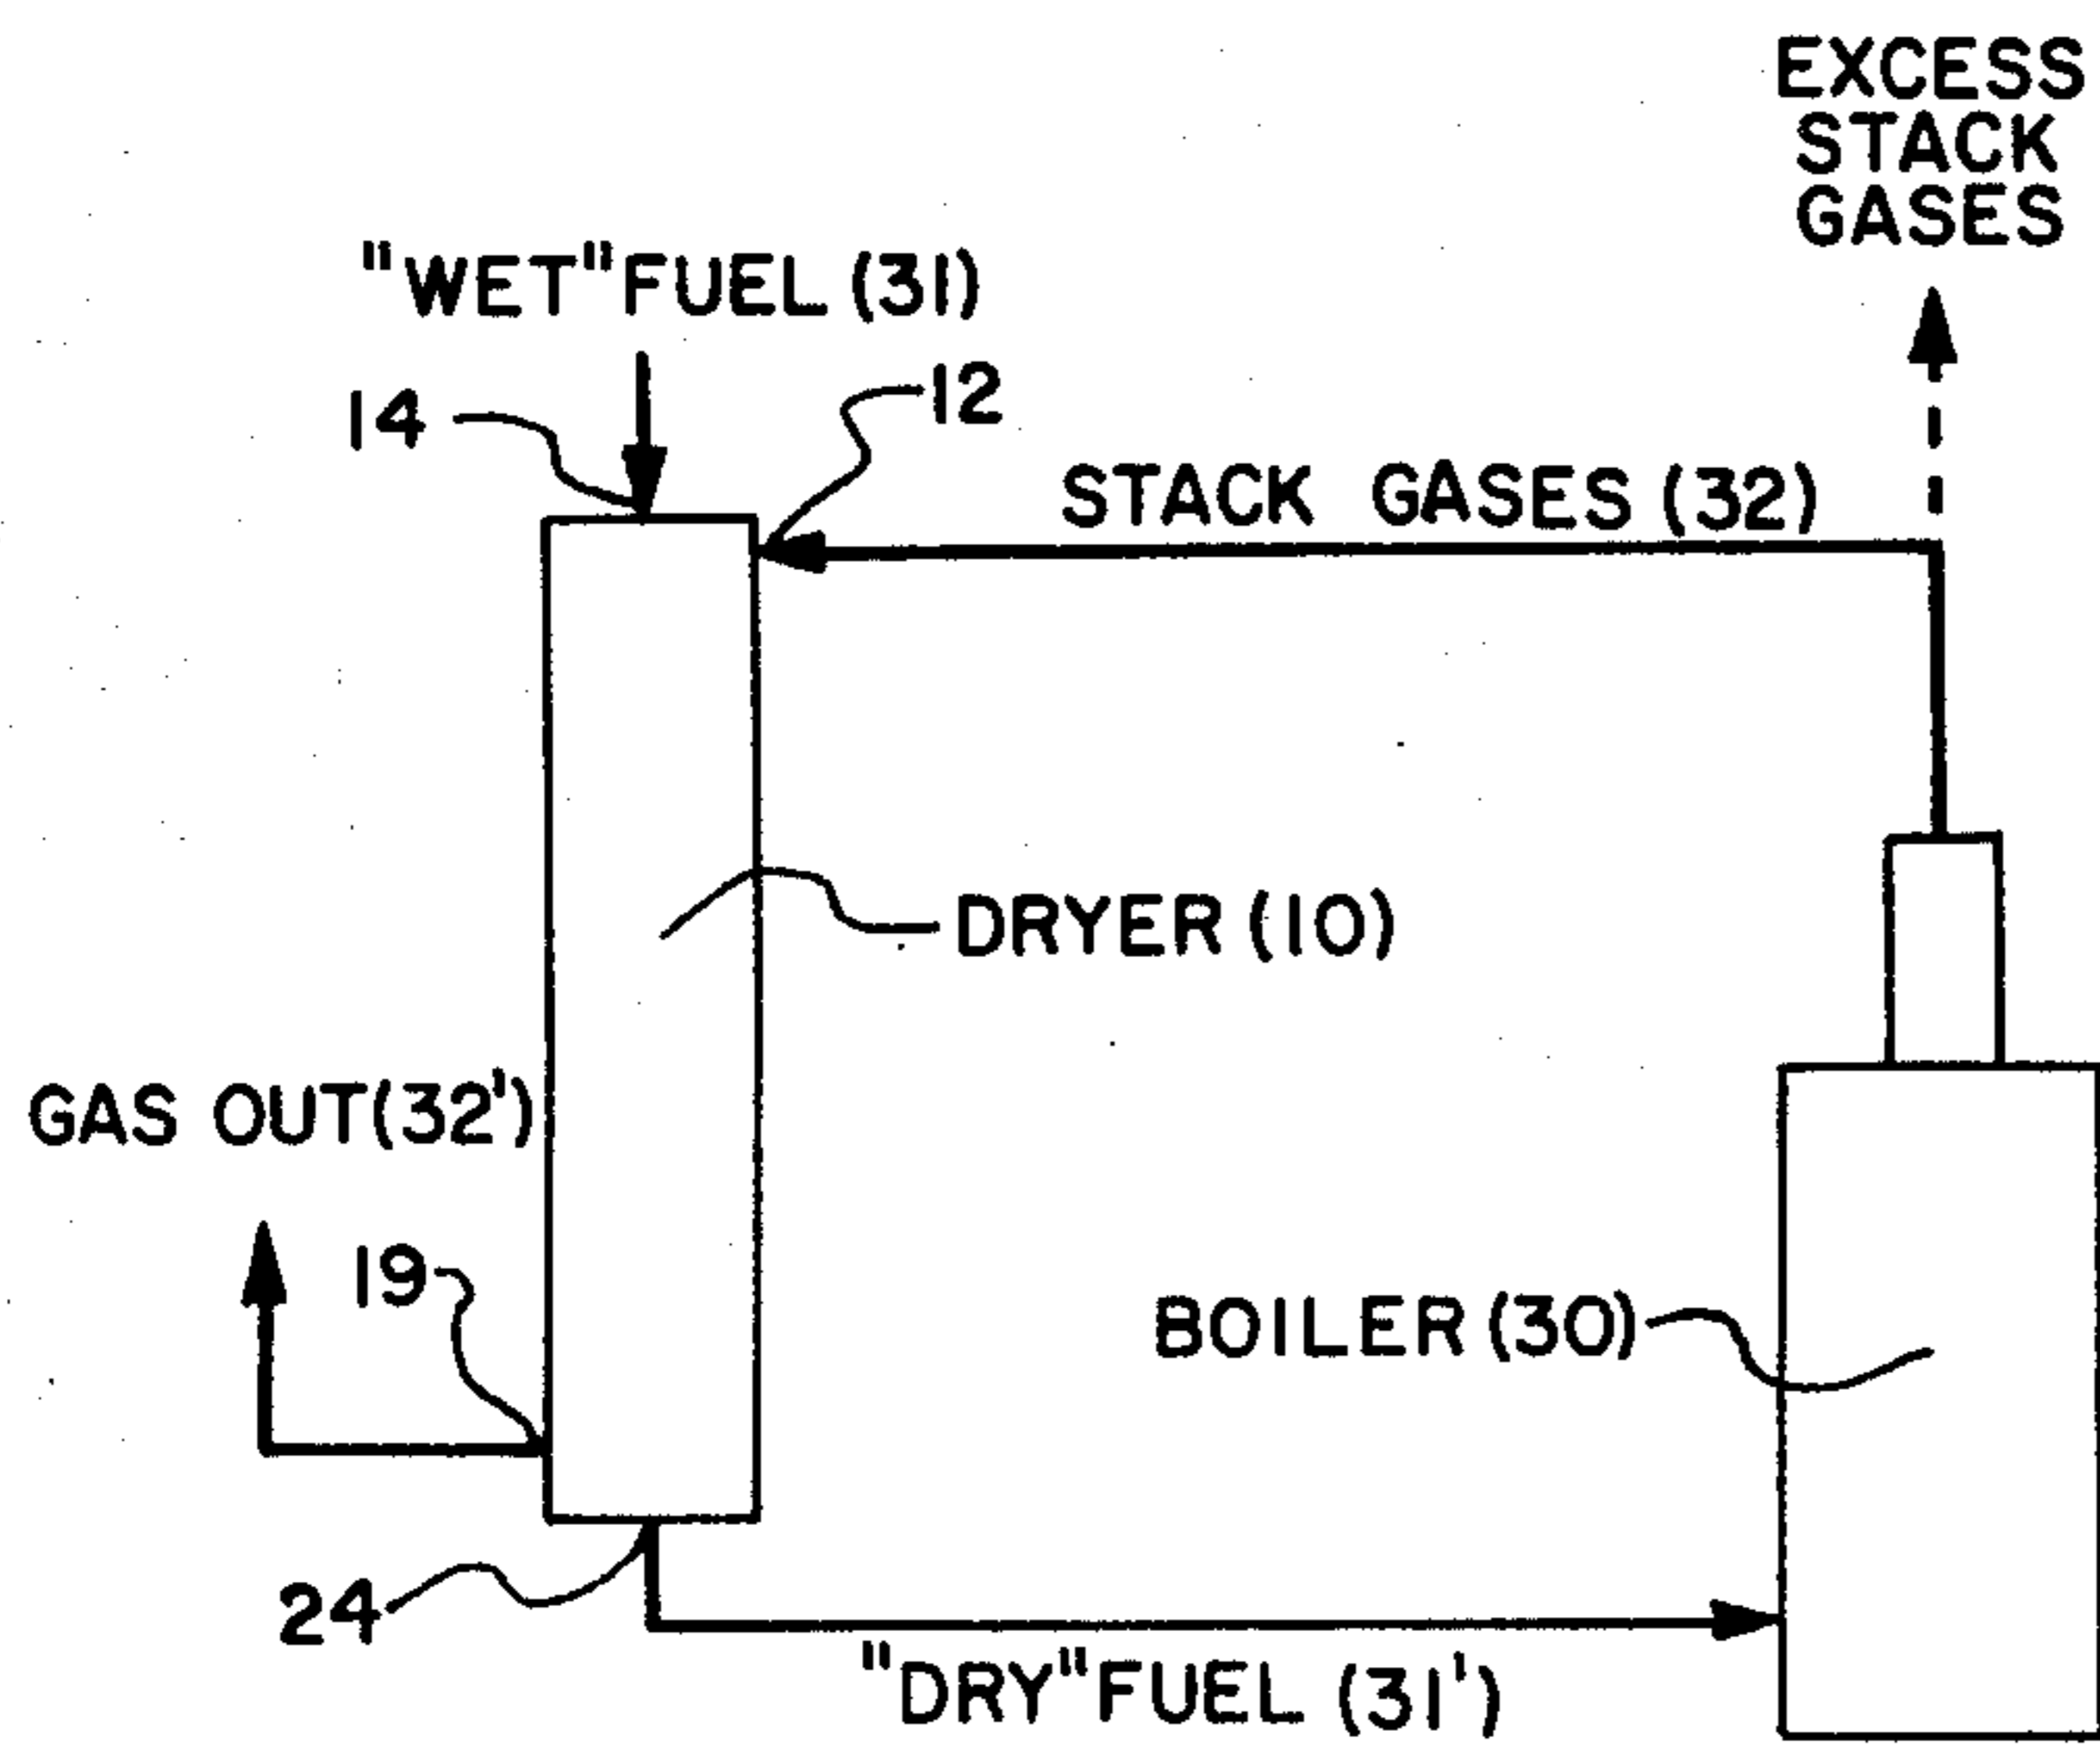 EXCESS
STACK
GASES
"WET" FUEL (31)
14
12
STACK GASES (32)
DRYER (10)
GAS OUT (32')
19
BOILER (30)
24
"DRY" FUEL (31')